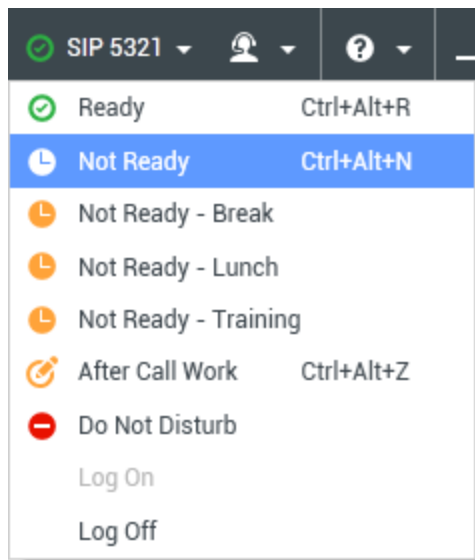 SIP 5321
Ready Ctrl+Alt+R
Not Ready Ctrl+Alt+N
Not Ready - Break
Not Ready - Lunch
Not Ready - Training
After Call Work Ctrl+Alt+Z
Do Not Disturb
Log On
Log Off